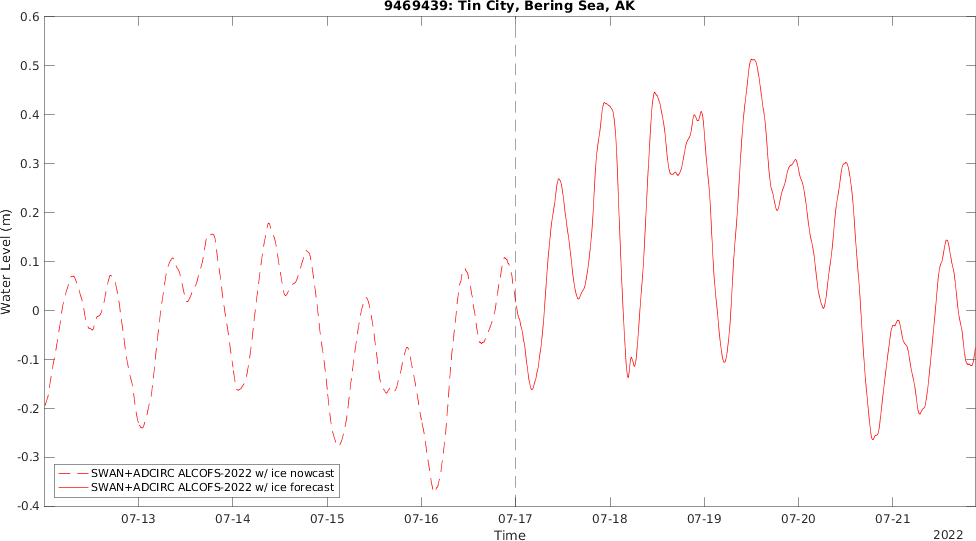 9469439: Tin City, Bering Sea, AK
0.6
0.5
0.4
0.3
0.2
0.1
0
-0.1
-0.2
-0.3
-0.4
Water Level (m)
SWAN+ADCIRC ALCOFS-2022 w/ ice nowcast
SWAN+ADCIRC ALCOFS-2022 w/ ice forecast
07-13 07-14 07-15 07-16 07-17 07-18 07-19 07-20 07-21
Time
2022